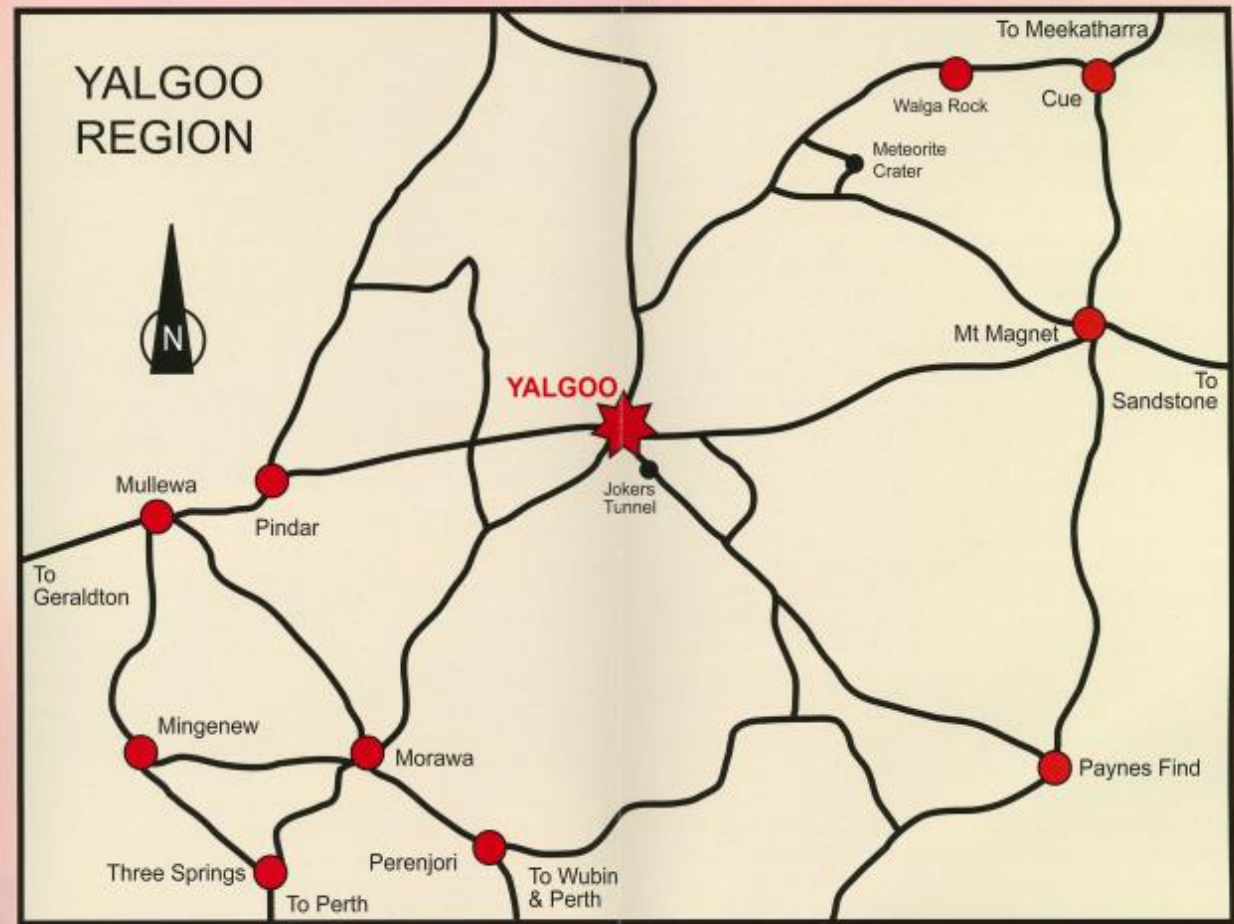 YALGOO
REGION
N
To Meekatharra
Walga Rock
Cue
Meteorite
Crater
Mt Magnet
To
Sandstone
YALGOO
Jokers
Tunnel
Mullewa
Pindar
To
Geraldton
Mingenew
Morawa
Paynes Find
Three Springs
Perenjori
To Wubin
& Perth
To Perth